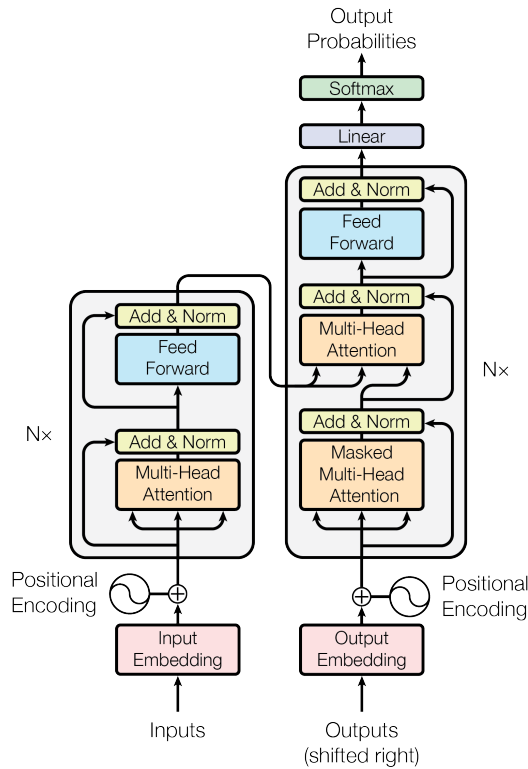 Output
Probabilities
Softmax
Linear
Add & Norm
Feed
Forward
Add & Norm
Multi-Head
Attention
Add & Norm
Masked
Multi-Head
Attention
N×
Add & Norm
Feed
Forward
Add & Norm
Multi-Head
Attention
N×
Positional
Encoding
Positional
Encoding
Input
Embedding
Output
Embedding
Inputs
Outputs
(shifted right)